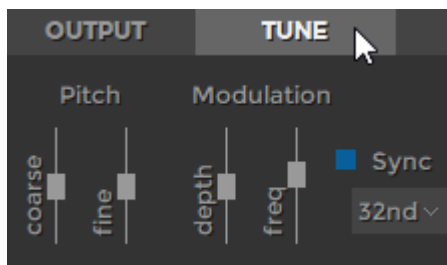 OUTPUT TUNE
Pitch Modulation
coarse fine depth freq Sync
32nd